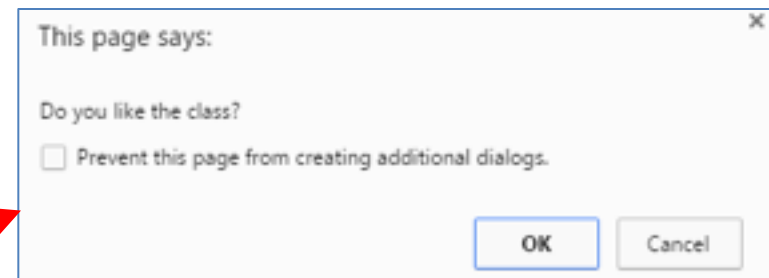 This page says:
Do you like the class?
Prevent this page from creating additional dialogs.
OK Cancel